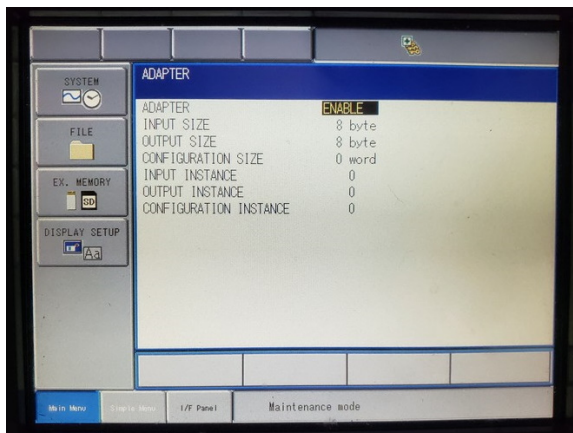 SYSTEM
FILE
EX. MEMORY
SD
DISPLAY SETUP
Aa
ADAPTER
ADAPTER ENABLE
INPUT SIZE 8 byte
OUTPUT SIZE 8 byte
CONFIGURATION SIZE 0 word
INPUT INSTANCE 0
OUTPUT INSTANCE 0
CONFIGURATION INSTANCE 0
Main Menu Simple Menu I/F Panel Maintenance mode